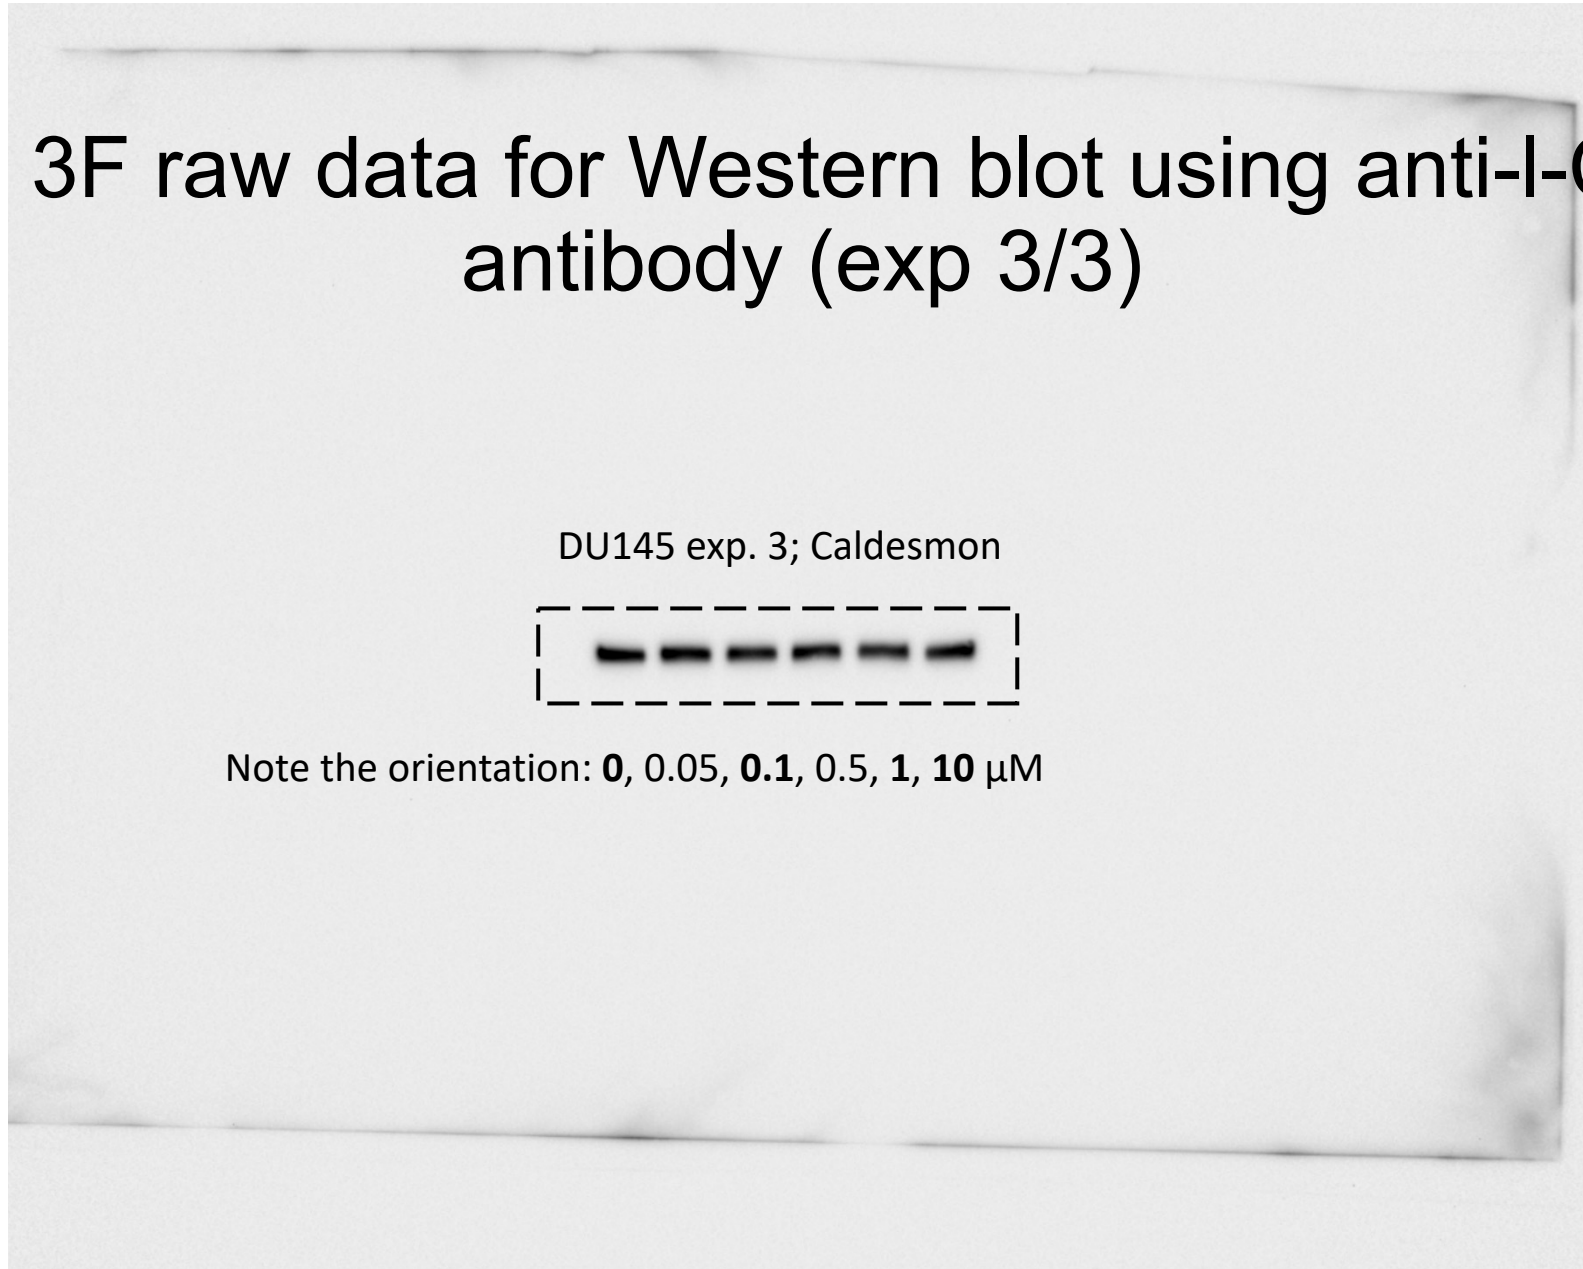 3F raw data for Western blot using anti-l-
antibody (exp 3/3)
DU145 exp. 3; Caldesmon
Note the orientation: 0, 0.05, 0.1, 0.5, 1, 10 µM